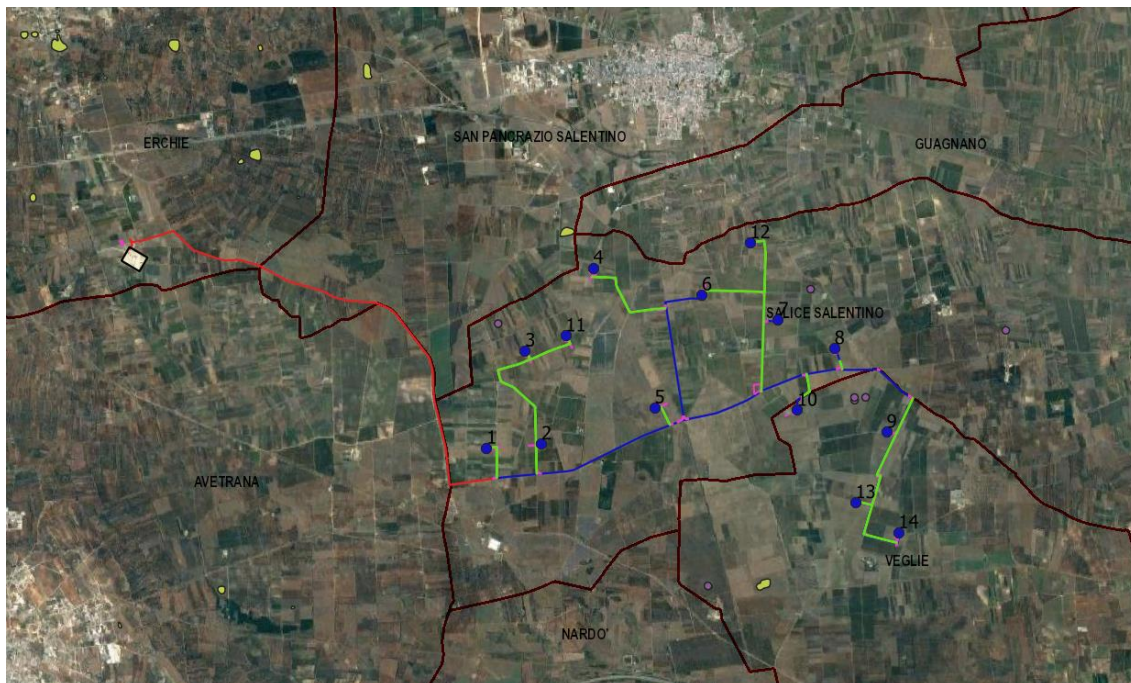 ERCHIE
SAN PANCRAZIO SALENTINO
GUAGNANO
12
4
6
7
SALICE SALENTINO
11
3
8
5
10
9
1
2
AVETRANA
13
14
VEGLIE
NARDO'